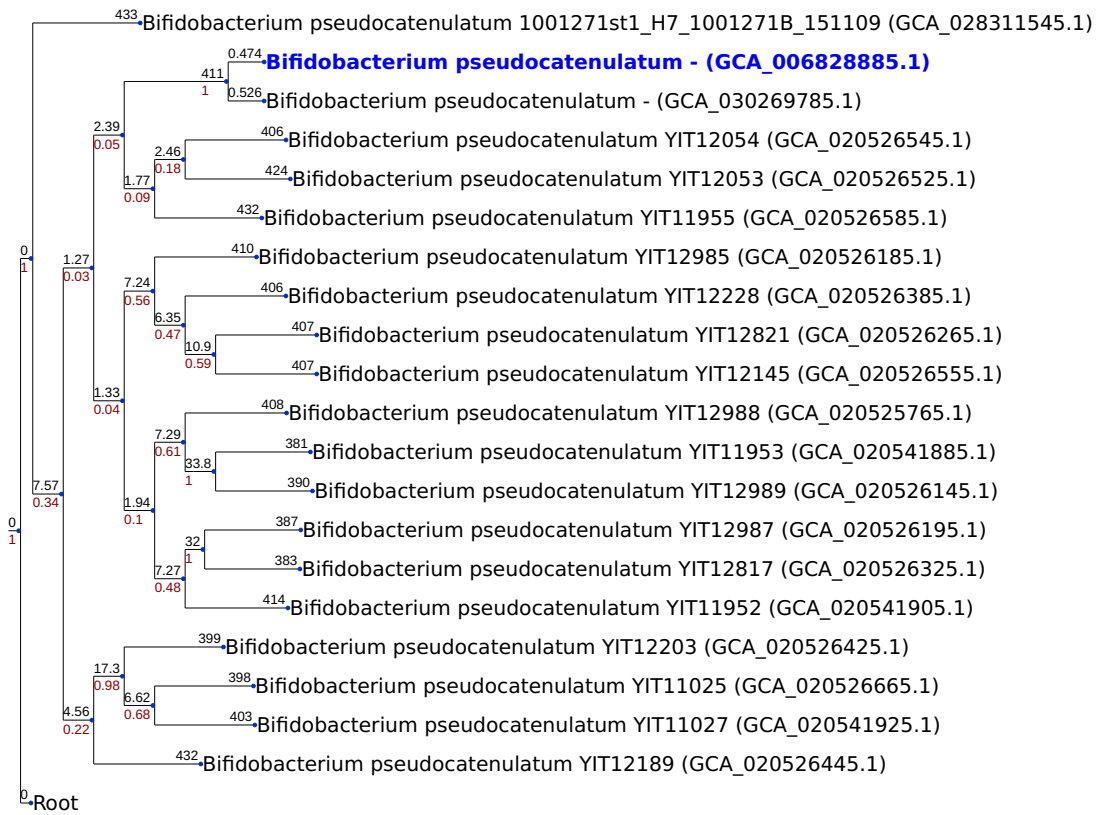 433 Bifidobacterium pseudocatenulatum 1001271st1_H7_1001271B_151109 (GCA_028311545.1)
0.474 Bifidobacterium pseudocatenulatum - (GCA_006828885.1)
411
1
0.526 Bifidobacterium pseudocatenulatum - (GCA_030269785.1)
2.39
0.05
406 Bifidobacterium pseudocatenulatum YIT12054 (GCA_020526545.1)
2.46
0.18
424 Bifidobacterium pseudocatenulatum YIT12053 (GCA_020526525.1)
1.77
0.09
432 Bifidobacterium pseudocatenulatum YIT11955 (GCA_020526585.1)
0
1
1.27
0.03
410 Bifidobacterium pseudocatenulatum YIT12985 (GCA_020526185.1)
7.24
0.56
406 Bifidobacterium pseudocatenulatum YIT12228 (GCA_020526385.1)
6.35
0.47
407 Bifidobacterium pseudocatenulatum YIT12821 (GCA_020526265.1)
10.9
0.59
407 Bifidobacterium pseudocatenulatum YIT12145 (GCA_020526555.1)
1.33
0.04
408 Bifidobacterium pseudocatenulatum YIT12988 (GCA_020525765.1)
7.29
0.61
381 Bifidobacterium pseudocatenulatum YIT11953 (GCA_020541885.1)
33.8
1
390 Bifidobacterium pseudocatenulatum YIT12989 (GCA_020526145.1)
7.57
0.34
1.94
0.1
0
1
387 Bifidobacterium pseudocatenulatum YIT12987 (GCA_020526195.1)
32
1
383 Bifidobacterium pseudocatenulatum YIT12817 (GCA_020526325.1)
7.27
0.48
414 Bifidobacterium pseudocatenulatum YIT11952 (GCA_020541905.1)
399 Bifidobacterium pseudocatenulatum YIT12203 (GCA_020526425.1)
17.3
0.98
398 Bifidobacterium pseudocatenulatum YIT11025 (GCA_020526665.1)
6.62
0.68
403 Bifidobacterium pseudocatenulatum YIT11027 (GCA_020541925.1)
4.56
0.22
432 Bifidobacterium pseudocatenulatum YIT12189 (GCA_020526445.1)
0 Root